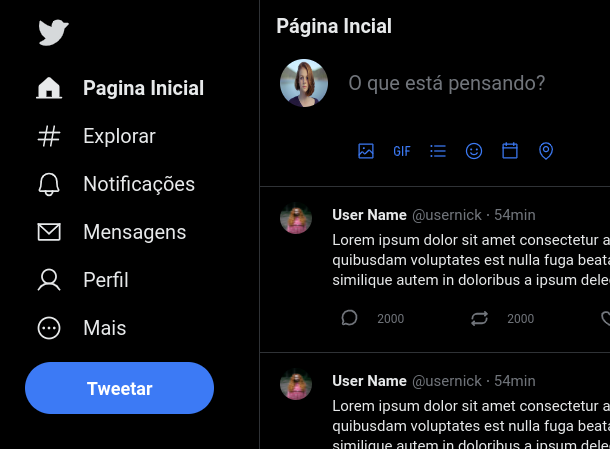 Pagina Inicial
Explorar
Notificações
Mensagens
Perfil
Mais
Tweetar
Página Incial
O que está pensando?
GIF
User Name @usernick · 54min
Lorem ipsum dolor sit amet consectetur a
quibusdam voluptates est nulla fuga beata
similique autem in doloribus a ipsum dele
2000 2000
User Name @usernick · 54min
Lorem ipsum dolor sit amet consectetur a
quibusdam voluptates est nulla fuga beata
similique autem in doloribus a ipsum dele